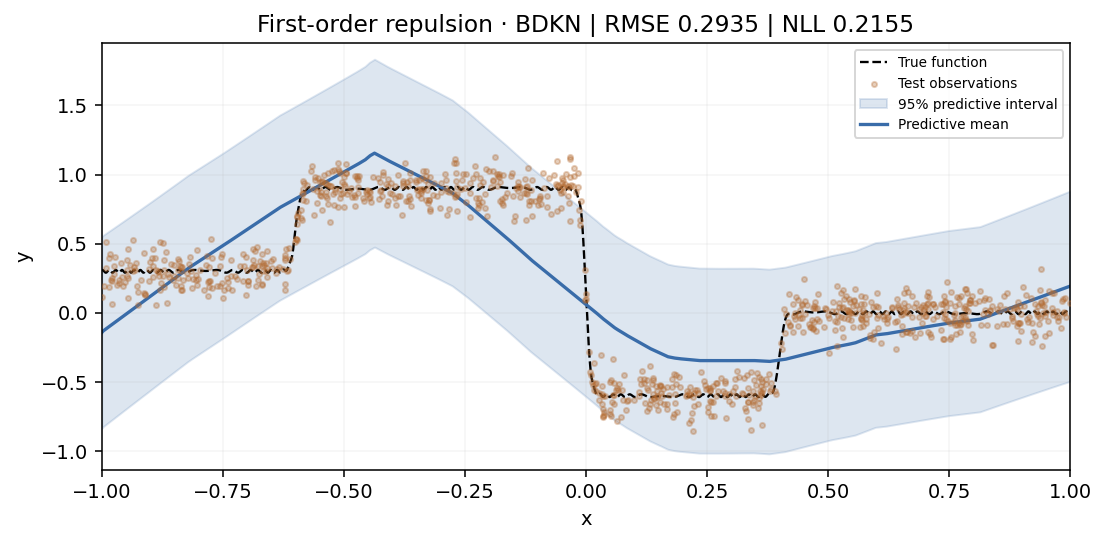 First-order repulsion · BDKN | RMSE 0.2935 | NLL 0.2155
True function
Test observations
95% predictive interval
Predictive mean
y
1.5
1.0
0.5
0.0
−0.5
−1.0
−1.00 −0.75 −0.50 −0.25 0.00 0.25 0.50 0.75 1.00
x